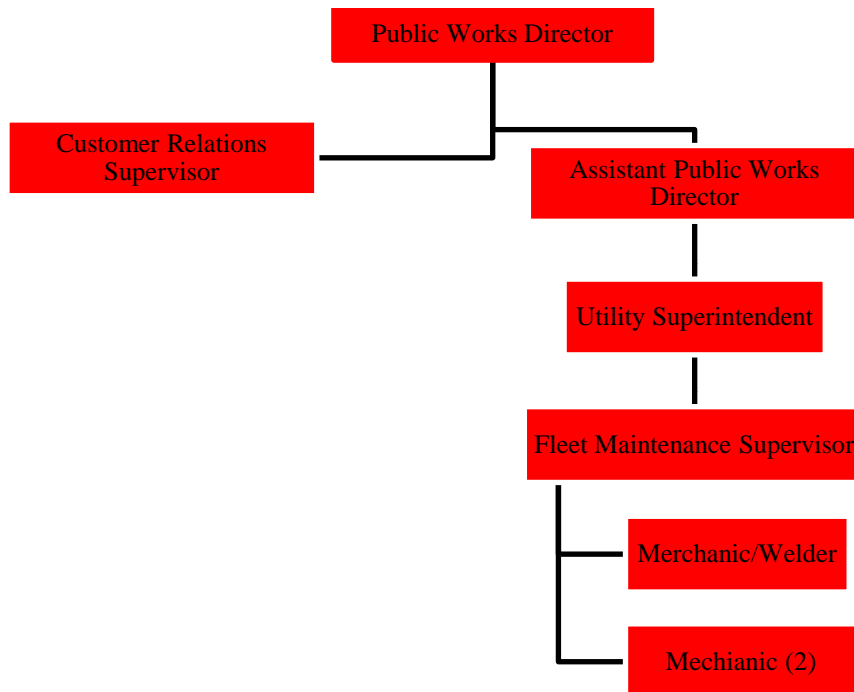 Public Works Director
Customer Relations
Supervisor
Assistant Public Works
Director
Utility Superintendent
Fleet Maintenance Supervisor
Merchanic/Welder
Mechianic (2)